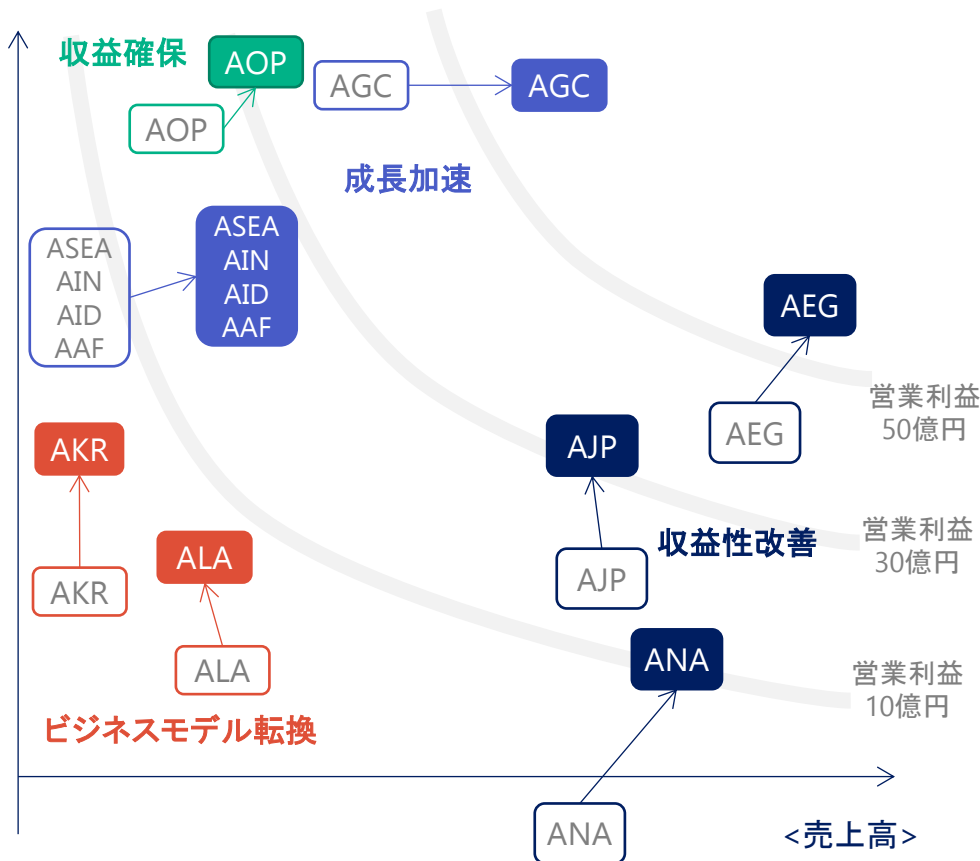 収益確保
AOP
AGC
AGC
AOP
成長加速
ASEA
AIN
AID
AAF
ASEA
AIN
AID
AAF
AEG
営業利益
50億円
AEG
AKR
AJP
収益性改善
営業利益
30億円
ALA
AJP
AKR
ANA
ALA
営業利益
10億円
ビジネスモデル転換
ANA
<売上高>